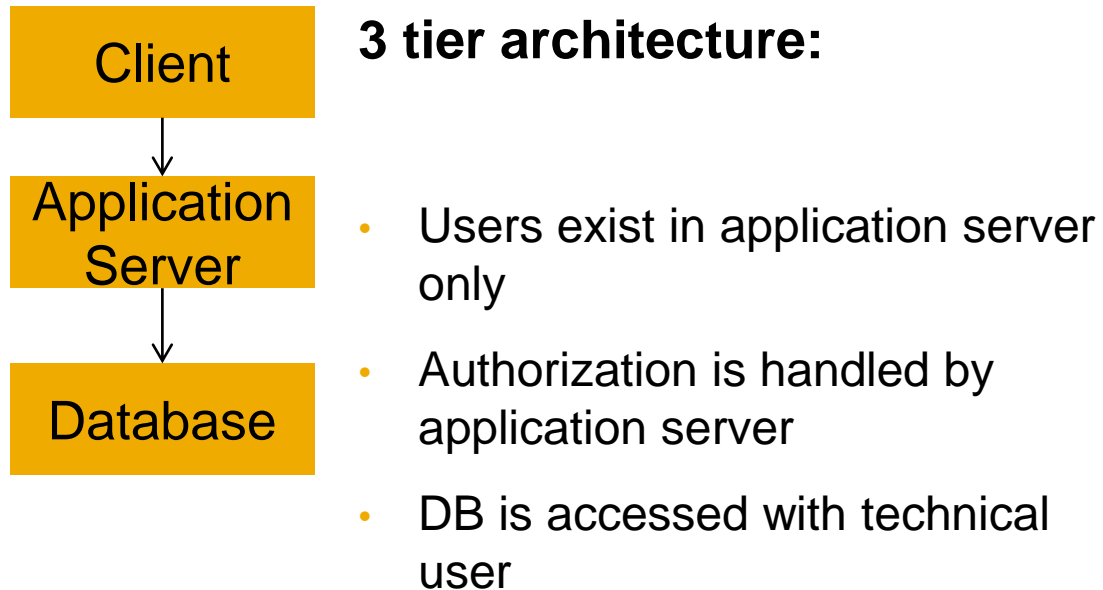 Client
Application
Server
Database
3 tier architecture:
• Users exist in application server
only
• Authorization is handled by
application server
• DB is accessed with technical
user